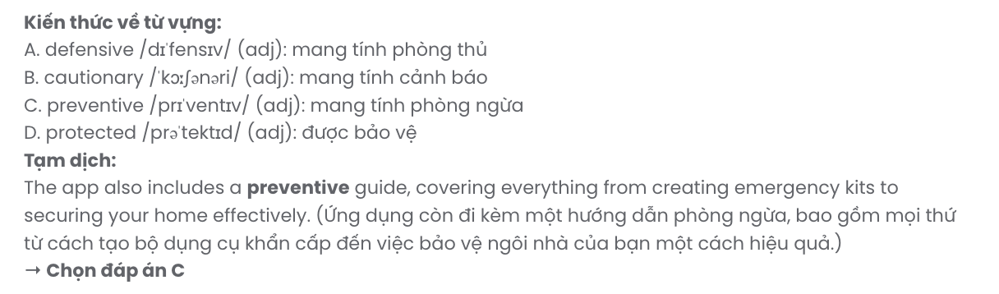 Kiến thức về từ vựng:
A. defensive /dɪˈfensɪv/ (adj): mang tính phòng thủ
B. cautionary /ˈkɔːʃənəri/ (adj): mang tính cảnh báo
C. preventive /prɪˈventɪv/ (adj): mang tính phòng ngừa
D. protected /prəˈtektɪd/ (adj): được bảo vệ
Tạm dịch:
The app also includes a preventive guide, covering everything from creating emergency kits to
securing your home effectively. (Ứng dụng còn đi kèm một hướng dẫn phòng ngừa, bao gồm mọi thứ
từ cách tạo bộ dụng cụ khẩn cấp đến việc bảo vệ ngôi nhà của bạn một cách hiệu quả.)
→ Chọn đáp án C